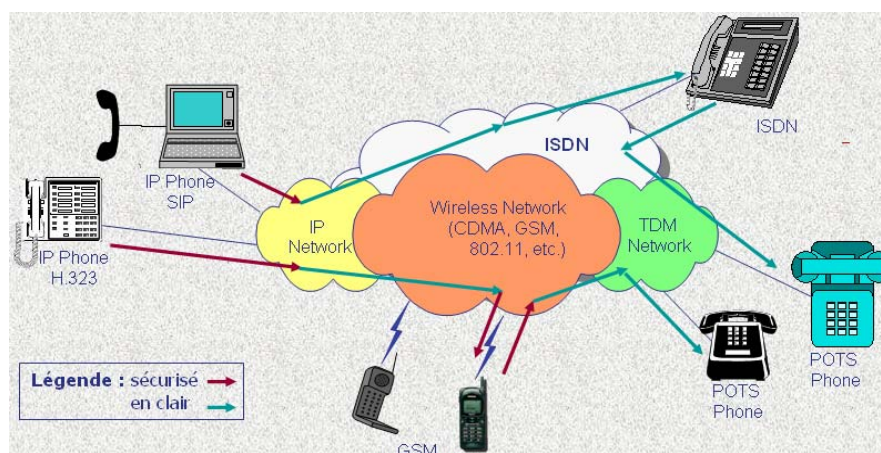 ISDN
ISDN
IP Phone
SIP
IP
Network
Wireless Network
(CDMA, GSM,
802.11, etc.)
TDM
Network
IP Phone
H.323
POTS
Phone
POTS
Phone
Légende : sécurisé
en clair
GSM